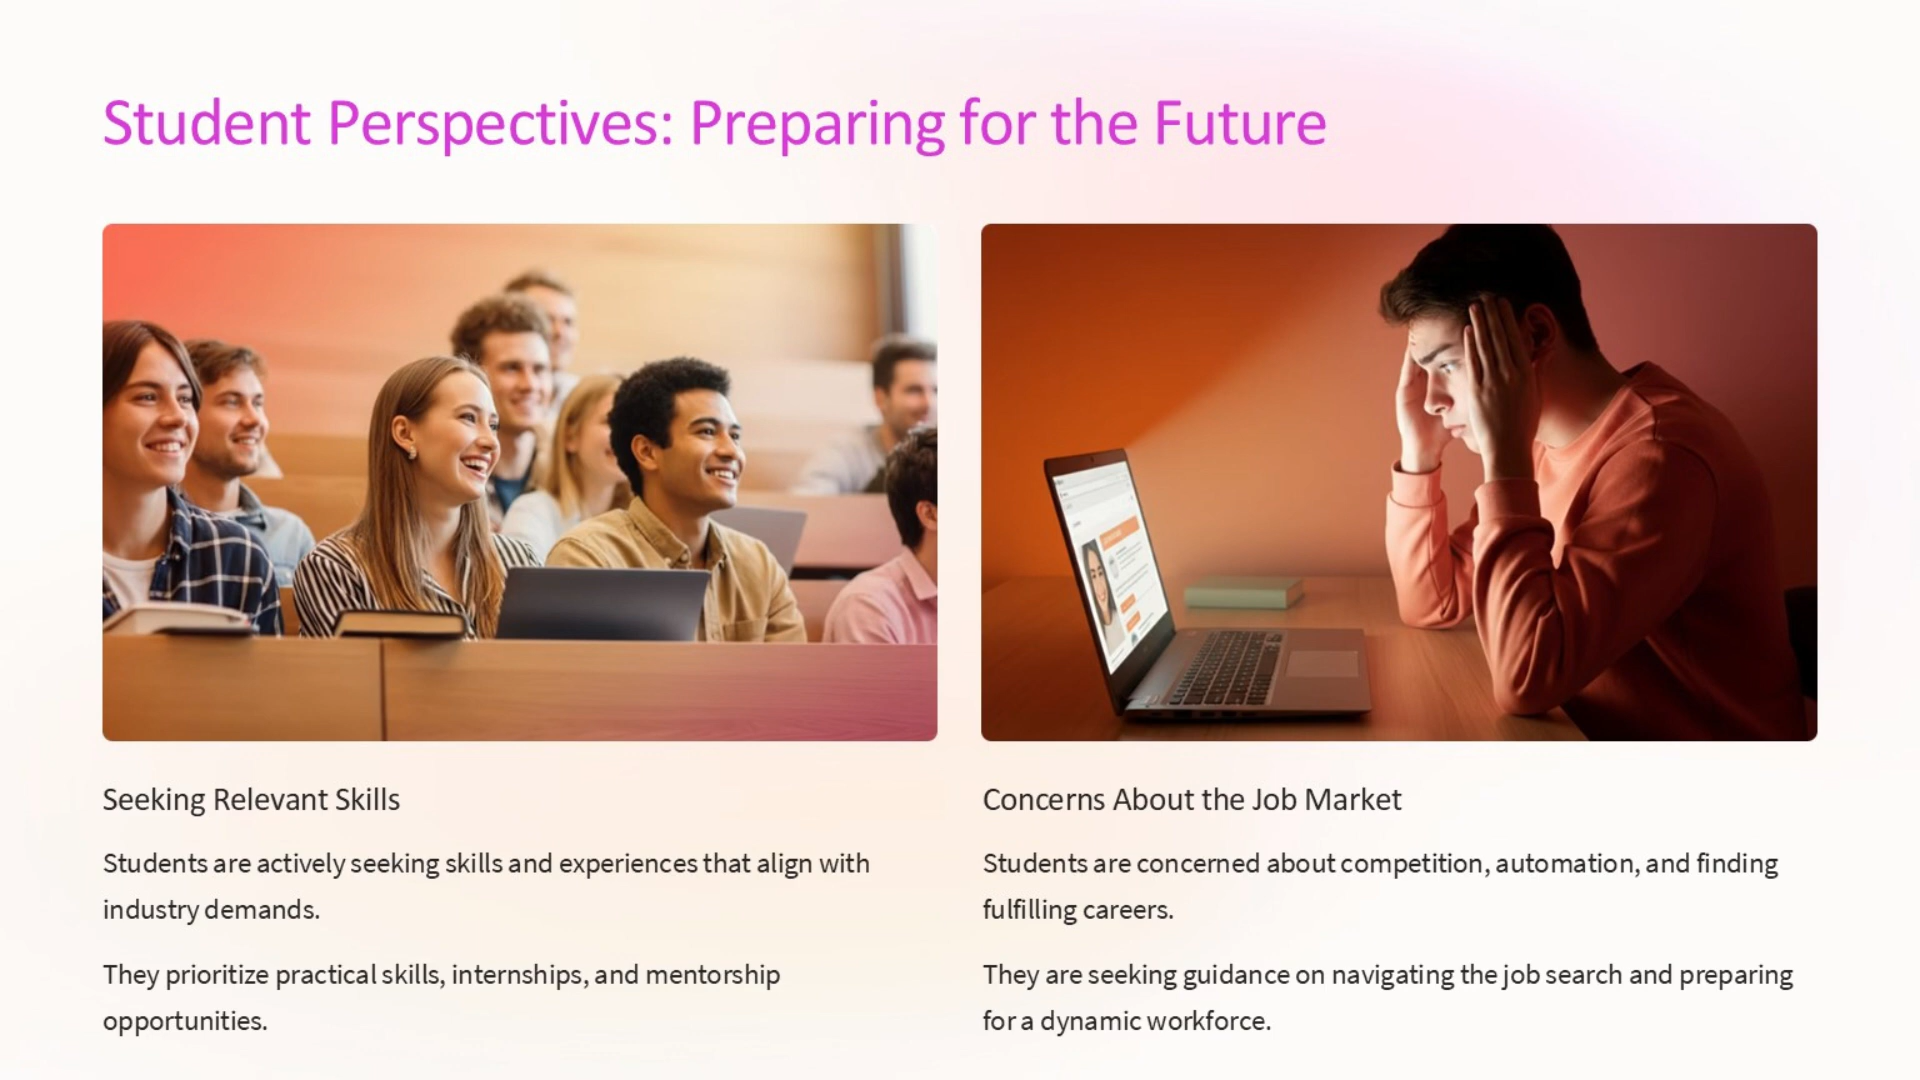 Student Perspectives: Preparing for the Future
Seeking Relevant Skills
Students are actively seeking skills and experiences that align with
industry demands.
They prioritize practical skills, internships, and mentorship
opportunities.
Concerns About the Job Market
Students are concerned about competition, automation, and finding
fulfilling careers.
They are seeking guidance on navigating the job search and preparing
for a dynamic workforce.